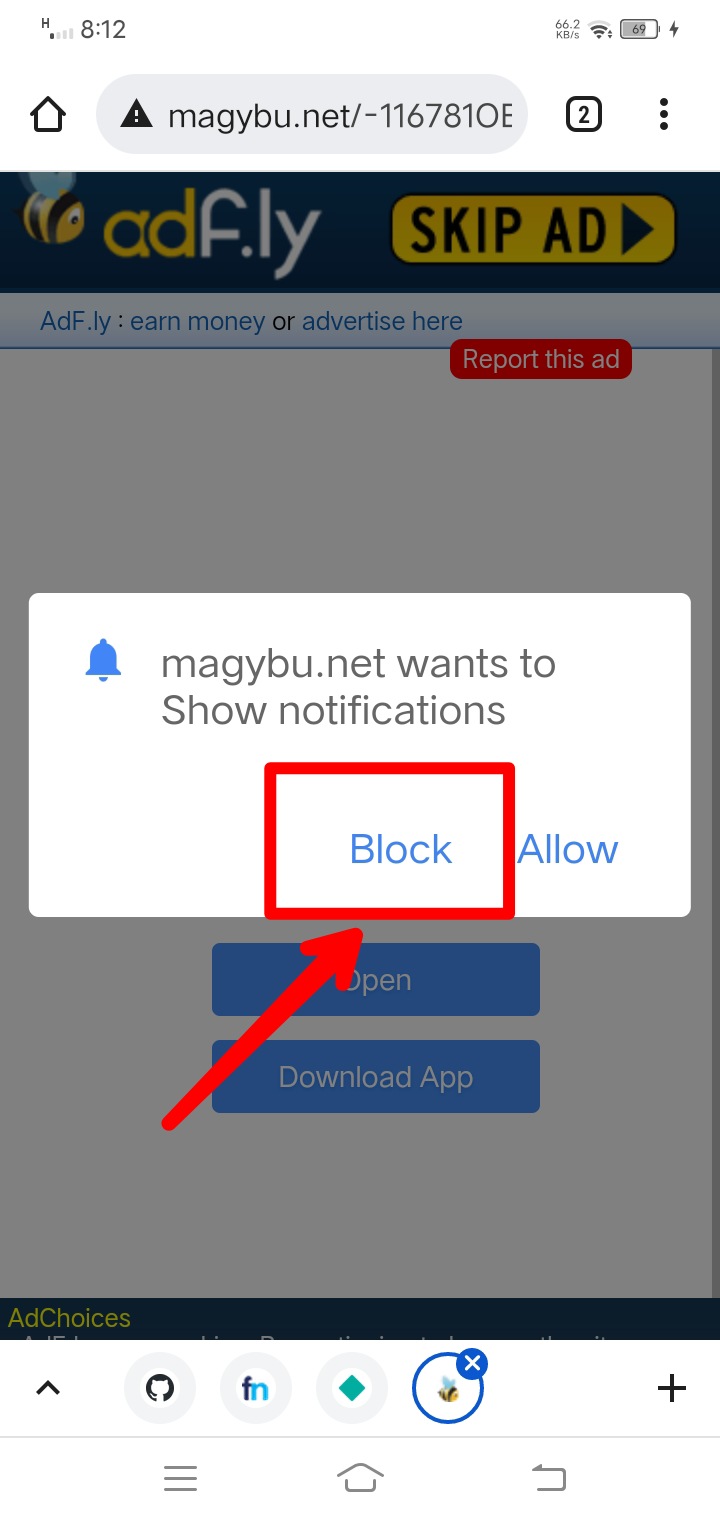 H 8:12 66.2 KB/s 69
magybu.net/-116781OE 2
adf.ly SKIP AD
AdF.ly : earn money or advertise here
Report this ad
magybu.net wants to
Show notifications
Block Allow
Open
Download App
AdChoices
fn